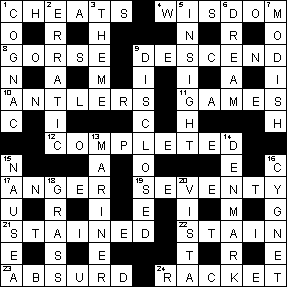 1 C H 2 E A 3 T S 4 W 5 I S 6 D O 7 M
O R H N R O
8 G O R S E 9 D E S C E N D
N A M I I A I
10 A N T L E R S 11 G A M E S
C I C H H
12 C O 13 M P L E T E 14 D
15 N A O E 16 C
17 A N 18 G E R 19 S E 20 V E N T Y
U R I E I M G
21 S T A I N E D 22 S T A I N
E S E T R E
23 A B S U R D 24 R A C K E T